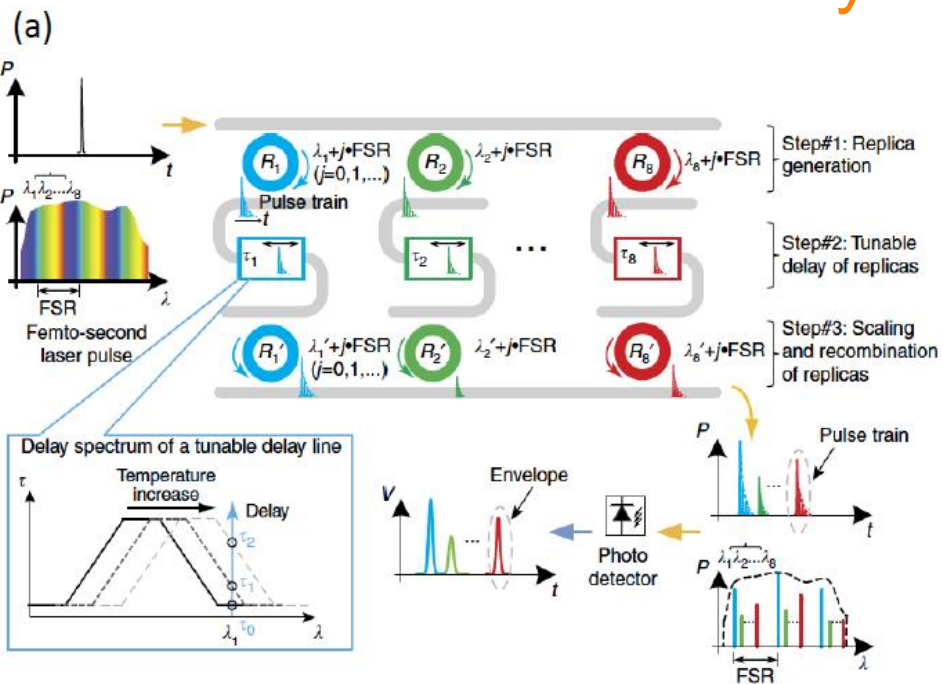 (a)
y
P
t
λ₁λ₂...λ₈
P
λ
FSR
Femto-second
laser pulse
R₁
λ₁+j•FSR
(j=0,1,...)
Pulse train
t
R₂
λ₂+j•FSR
R₈
λ₈+j•FSR
Step#1: Replica
generation
τ₁
τ₂
...
τ₈
Step#2: Tunable
delay of replicas
R₁′
λ₁′+j•FSR
(j=0,1,...)
R₂′
λ₂′+j•FSR
R₈′
λ₈′+j•FSR
Step#3: Scaling
and recombination
of replicas
Delay spectrum of a tunable delay line
τ
Temperature
increase
Delay
τ₂
τ₁
τ₀
λ₁
λ
V
Envelope
...
t
Photo
detector
P
Pulse train
...
t
λ₁λ₂...λ₈
P
λ
FSR